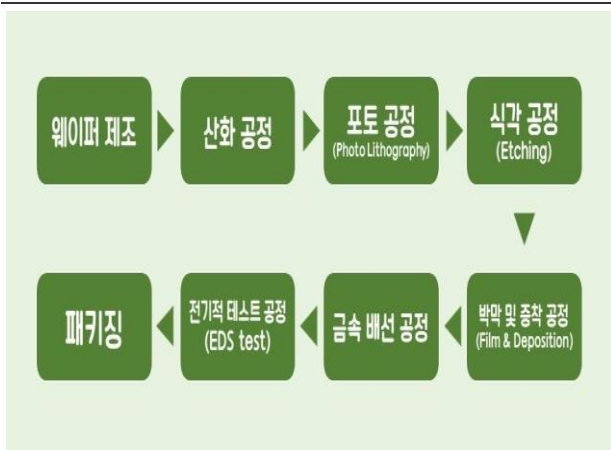 웨이퍼 제조
산화 공정
포토 공정
(Photo Lithography)
식각 공정
(Etching)
박막 및 증착 공정
(Film & Deposition)
금속 배선 공정
전기적 테스트 공정
(EDS test)
패키징